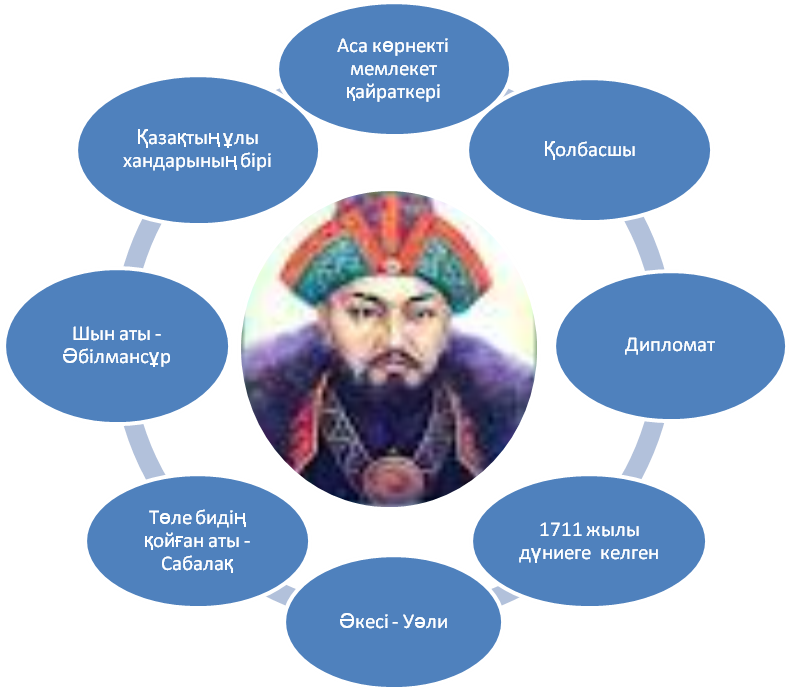 Аса көрнекті
мемлекет
қайраткері
Қолбасшы
Дипломат
1711 жылы
дүниеге келген
Әкесі - Уәли
Төле бидің
қойған аты -
Сабалақ
Шын аты -
Әбілмансұр
Қазақтың ұлы
хандарының бірі